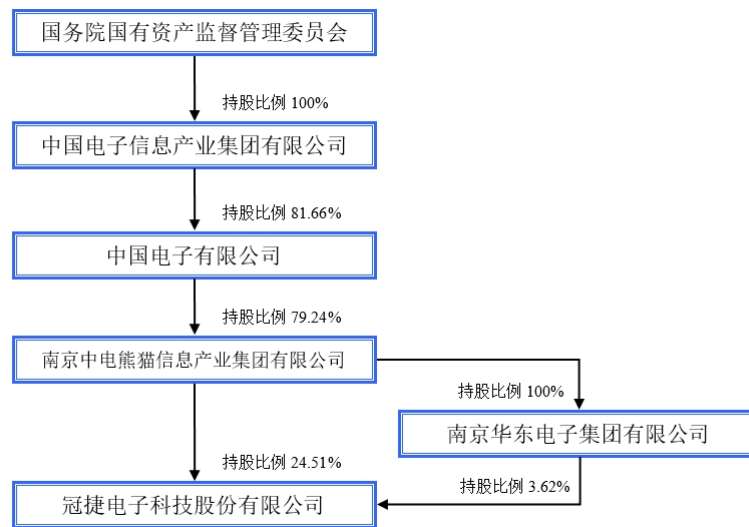 国务院国有资产监督管理委员会
持股比例 100%
中国电子信息产业集团有限公司
持股比例 81.66%
中国电子有限公司
持股比例 79.24%
南京中电熊猫信息产业集团有限公司
持股比例 100%
南京华东电子集团有限公司
持股比例 24.51%
持股比例 3.62%
冠捷电子科技股份有限公司